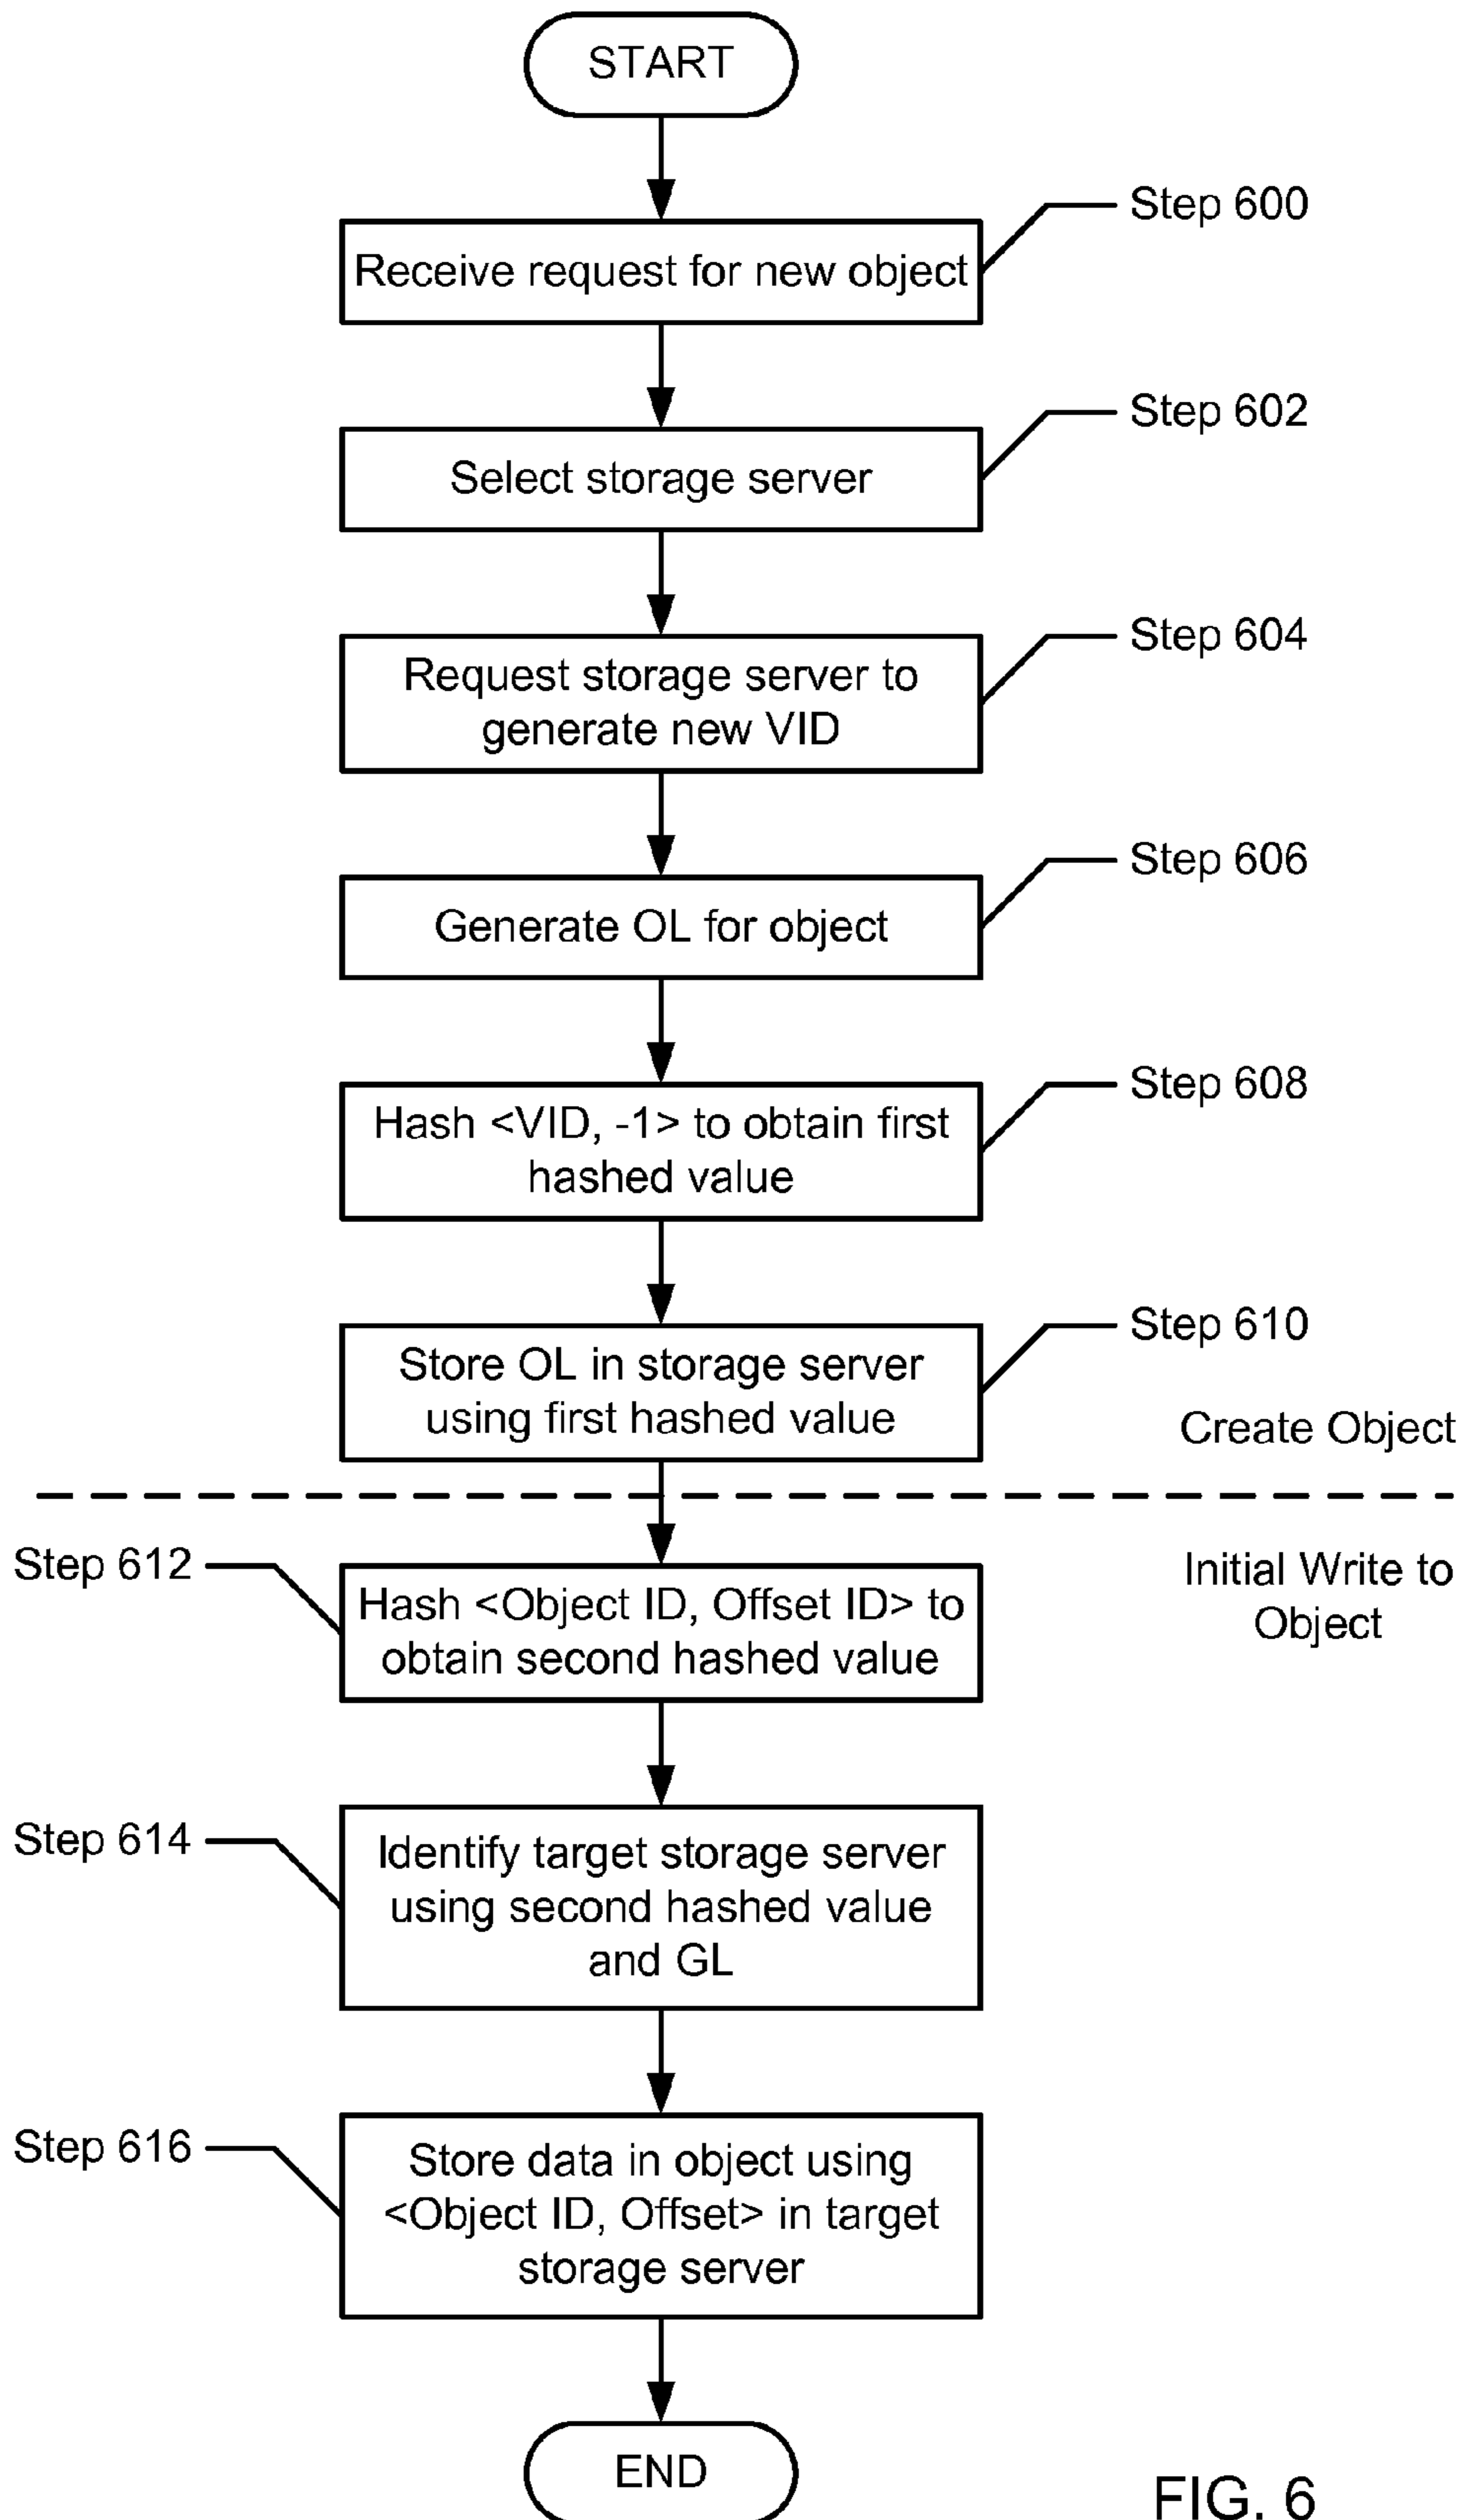 START
Step 600
Receive request for new object
Step 602
Select storage server
Step 604
Request storage server to
generate new VID
Step 606
Generate OL for object
Step 608
Hash <VID, -1> to obtain first
hashed value
Step 610
Store OL in storage server
using first hashed value
Create Object
Step 612
Initial Write to
Object
Hash <Object ID, Offset ID> to
obtain second hashed value
Step 614
Identify target storage server
using second hashed value
and GL
Step 616
Store data in object using
<Object ID, Offset> in target
storage server
END
FIG. 6